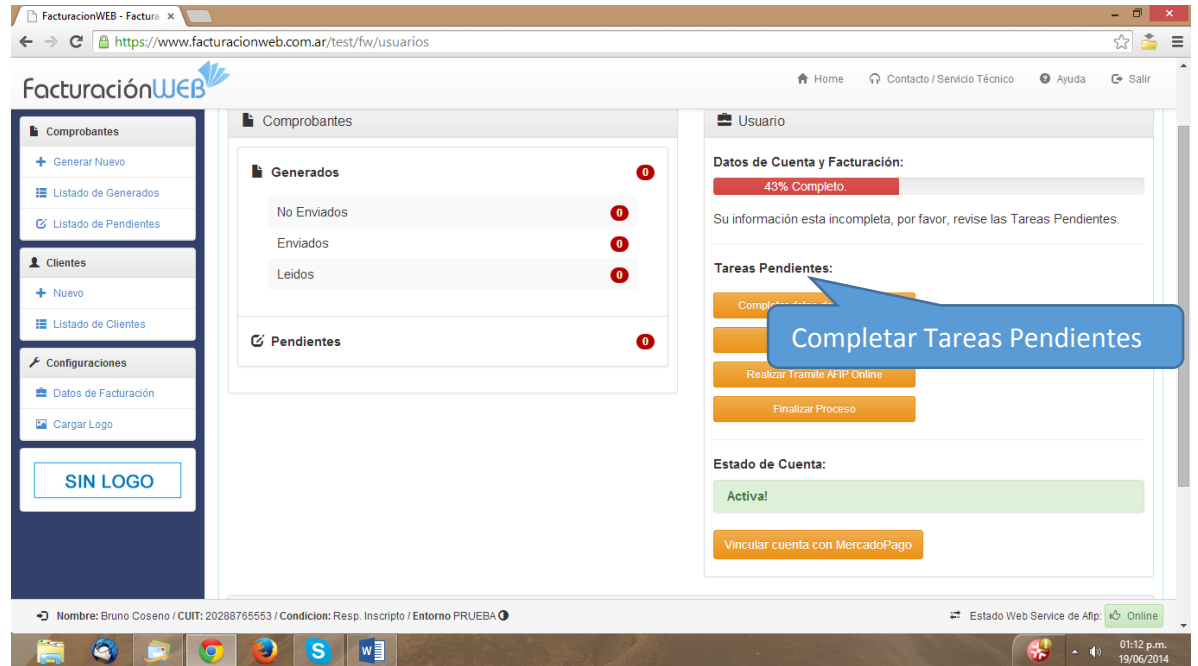 FacturacionWEB - Factura
https://www.facturacionweb.com.ar/test/fw/usuarios
FacturaciónWEB
Home
Contacto / Servicio Técnico
Ayuda
Salir
Comprobantes
Generar Nuevo
Listado de Generados
Listado de Pendientes
Clientes
Nuevo
Listado de Clientes
Configuraciones
Datos de Facturación
Cargar Logo
SIN LOGO
Comprobantes
Generados 0
No Enviados 0
Enviados 0
Leidos 0
Pendientes 0
Usuario
Datos de Cuenta y Facturación:
43% Completo.
Su información esta incompleta, por favor, revise las Tareas Pendientes.
Tareas Pendientes:
Completar Tareas Pendientes
Realizar Tramite AFIP Online
Finalizar Proceso
Estado de Cuenta:
Activa!
Vincular cuenta con MercadoPago
Nombre: Bruno Coseno / CUIT: 20288765553 / Condicion: Resp. Inscripto / Entorno PRUEBA
Estado Web Service de Afip: Online
01:12 p.m.
19/06/2014